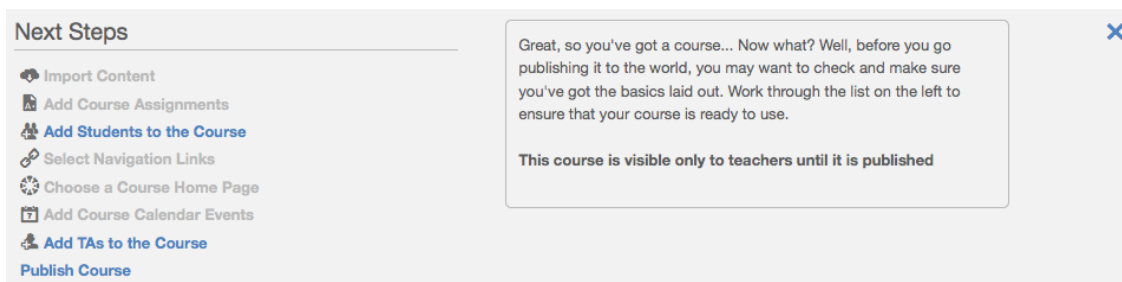 Next Steps
Import Content
Add Course Assignments
Add Students to the Course
Select Navigation Links
Choose a Course Home Page
Add Course Calendar Events
Add TAs to the Course
Publish Course
Great, so you've got a course... Now what? Well, before you go
publishing it to the world, you may want to check and make sure
you've got the basics laid out. Work through the list on the left to
ensure that your course is ready to use.
This course is visible only to teachers until it is published